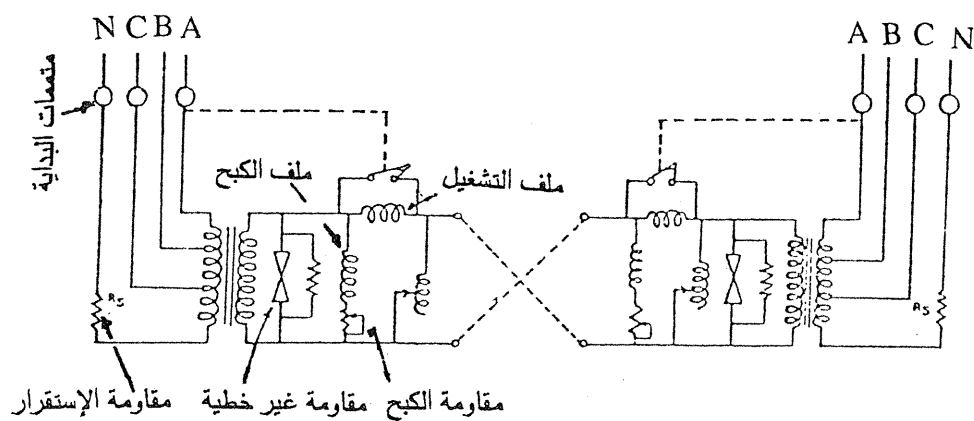 N C B A
A B C N
متممات البداية
ملف الكبح
ملف التشغيل
Rs
Rs
مقاومة الإستقرار
مقاومة غير خطية
مقاومة الكبح